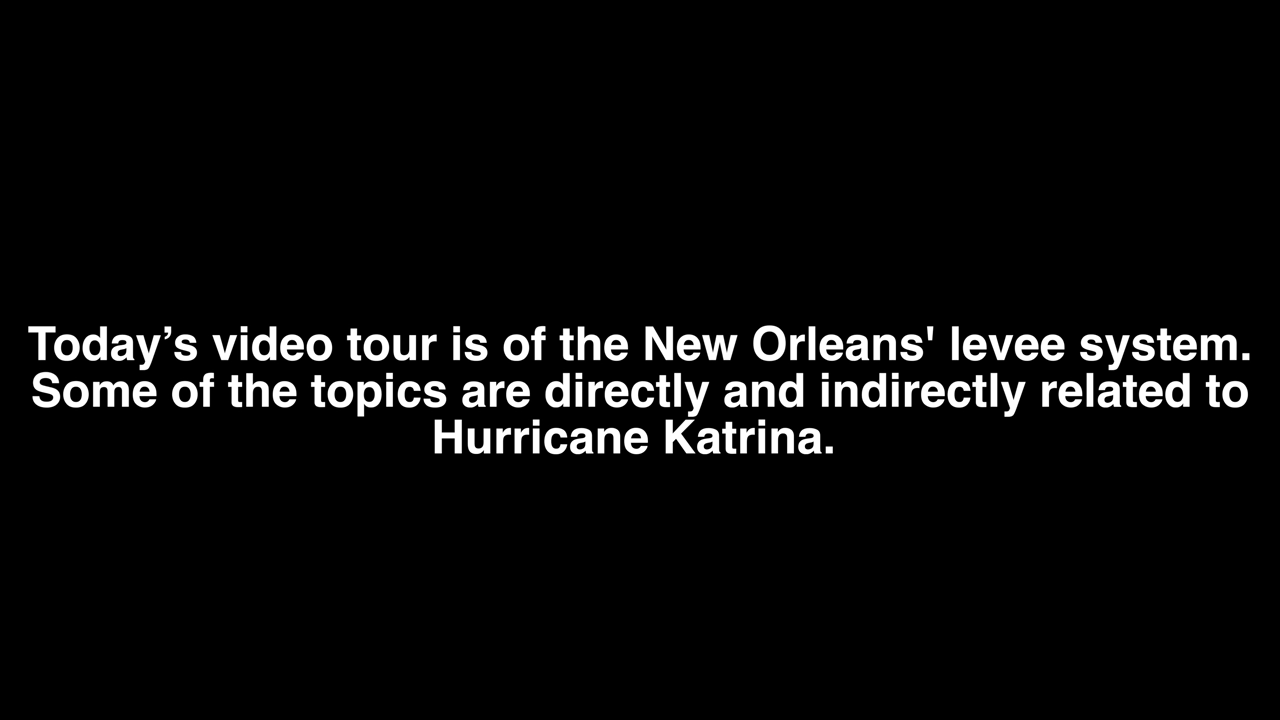 Today’s video tour is of the New Orleans' levee system.
Some of the topics are directly and indirectly related to
Hurricane Katrina.